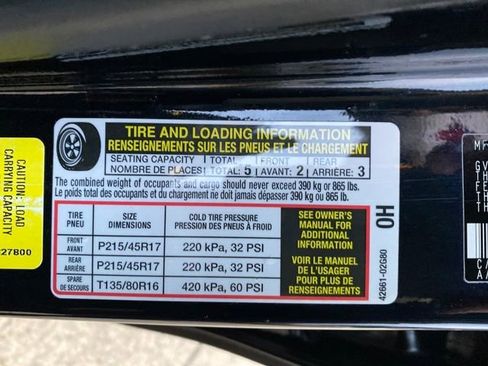 TIRE AND LOADING INFORMATION
RENSEIGNEMENTS SUR LES PNEUS ET LE CHARGEMENT
SEATING CAPACITY TOTAL FRONT REAR
NOMBRE DE PLACES TOTAL: 5 AVANT: 2 ARRIÈRE: 3
The combined weight of occupants and cargo should never exceed 390 kg or 865 lbs.
Le poids total des occupants et du chargement ne doit jamais dépasser 390 kg ou 865 lb.
TIRE
PNEU
SIZE
DIMENSIONS
COLD TIRE PRESSURE
PRESSION DES PNEUS À FROID
FRONT
AVANT
P215/45R17
220 kPa, 32 PSI
REAR
ARRIÈRE
P215/45R17
220 kPa, 32 PSI
SPARE
DE SECOURS
T135/80R16
420 kPa, 60 PSI
SEE OWNER'S
MANUAL FOR
ADDITIONAL
INFORMATION
VOIR LE MANUEL
DE L'USAGER
POUR PLUS DE
RENSEIGNEMENTS
0H
42661-02G80
CAUTION: LOAD
CARRYING CAPACITY
27800
MF
GV